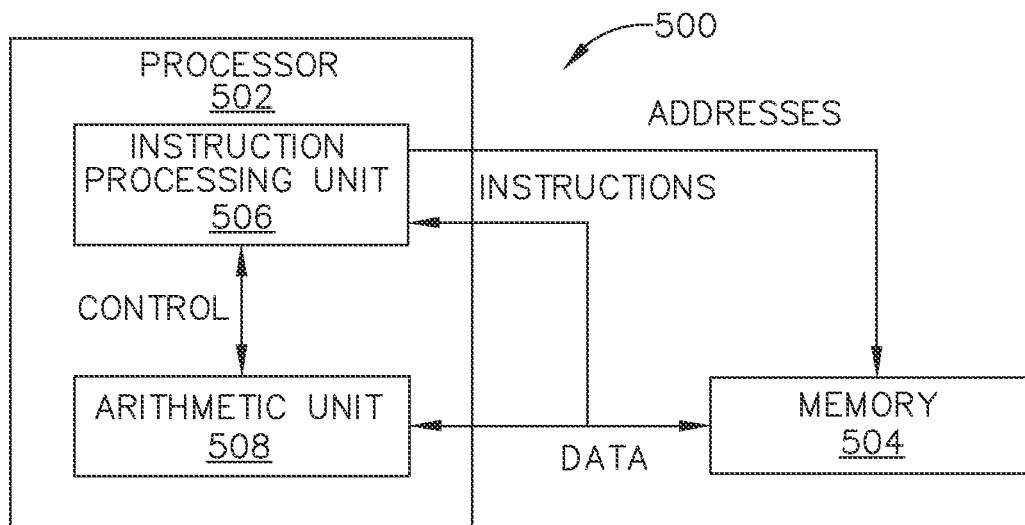 500
PROCESSOR
502
ADDRESSES
INSTRUCTION
PROCESSING UNIT
506
INSTRUCTIONS
CONTROL
ARITHMETIC UNIT
508
DATA
MEMORY
504